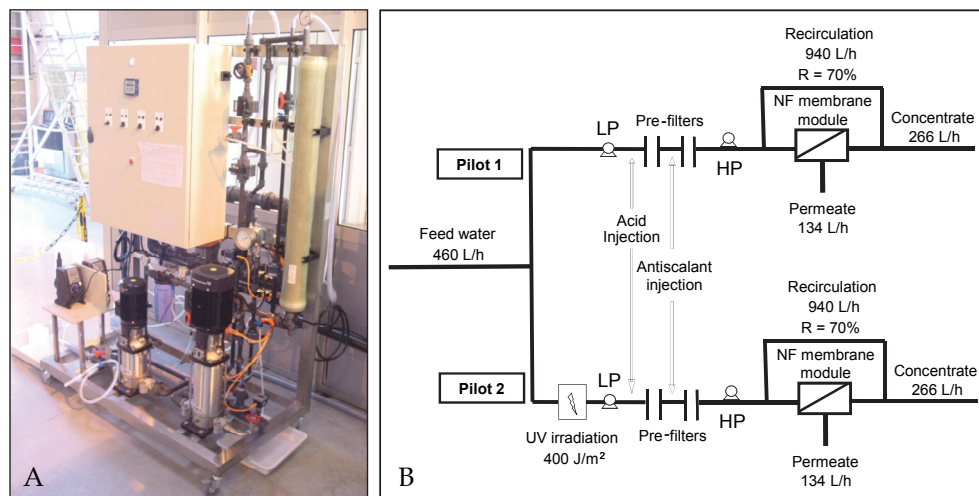 A
Recirculation
940 L/h
R = 70%
NF membrane
module
Concentrate
266 L/h
LP
Pre-filters
HP
Pilot 1
Permeate
134 L/h
Acid
Injection
Feed water
460 L/h
Antiscalant
injection
Recirculation
940 L/h
R = 70%
NF membrane
module
Concentrate
266 L/h
Pilot 2
LP
Pre-filters
HP
UV irradiation
400 J/m²
Permeate
134 L/h
B